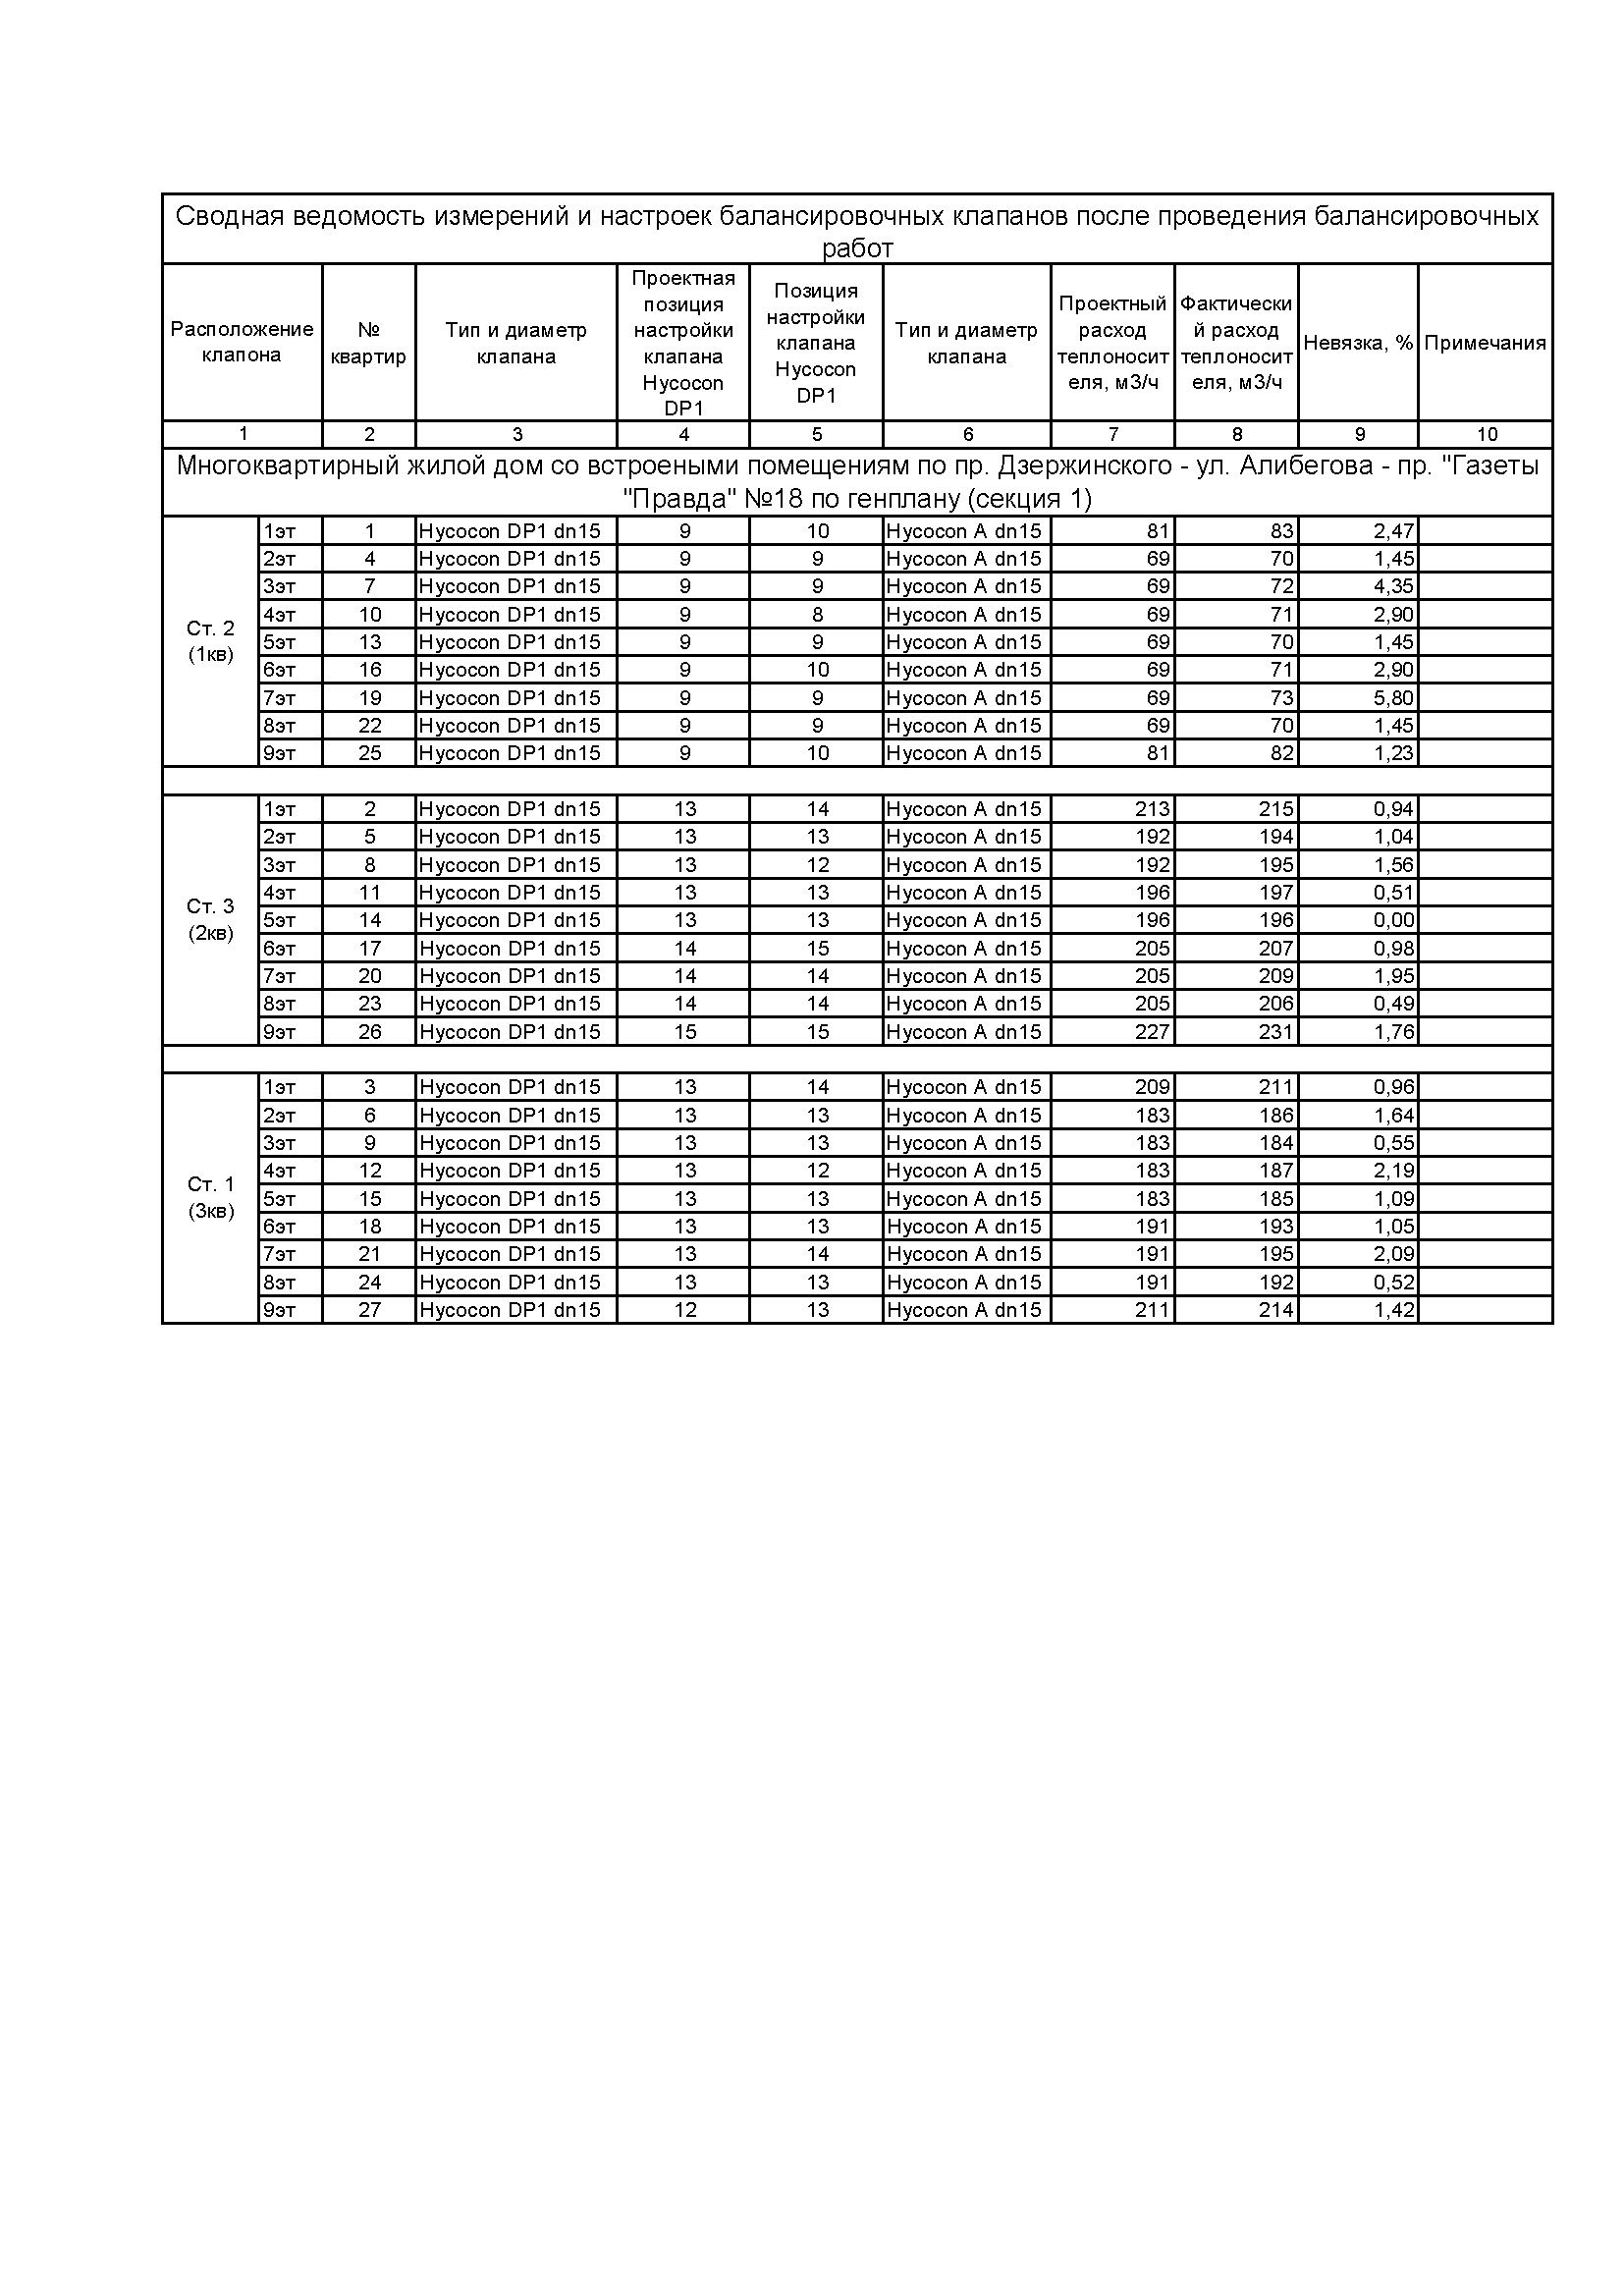 Сводная ведомость измерений и настроек балансировочных клапанов после проведения балансировочных
работ
Расположение клапона № квартир Тип и диаметр клапана Проектная позиция настройки клапана Hycocon DP1 Позиция настройки клапана Hycocon DP1 Тип и диаметр клапана Проектный расход теплоносит еля, м3/ч Фактически й расход теплоносит еля, м3/ч Невязка, % Примечания
1 2 3 4 5 6 7 8 9 10
Многоквартирный жилой дом со встроеными помещениям по пр. Дзержинского - ул. Алибегова - пр. "Газеты
"Правда" №18 по генплану (секция 1)
Ст. 2
(1кв)
1эт 1 Hycocon DP1 dn15 9 10 Hycocon A dn15 81 83 2,47
2эт 4 Hycocon DP1 dn15 9 9 Hycocon A dn15 69 70 1,45
3эт 7 Hycocon DP1 dn15 9 9 Hycocon A dn15 69 72 4,35
4эт 10 Hycocon DP1 dn15 9 8 Hycocon A dn15 69 71 2,90
5эт 13 Hycocon DP1 dn15 9 9 Hycocon A dn15 69 70 1,45
6эт 16 Hycocon DP1 dn15 9 10 Hycocon A dn15 69 71 2,90
7эт 19 Hycocon DP1 dn15 9 9 Hycocon A dn15 69 73 5,80
8эт 22 Hycocon DP1 dn15 9 9 Hycocon A dn15 69 70 1,45
9эт 25 Hycocon DP1 dn15 9 10 Hycocon A dn15 81 82 1,23
Ст. 3
(2кв)
1эт 2 Hycocon DP1 dn15 13 14 Hycocon A dn15 213 215 0,94
2эт 5 Hycocon DP1 dn15 13 13 Hycocon A dn15 192 194 1,04
3эт 8 Hycocon DP1 dn15 13 12 Hycocon A dn15 192 195 1,56
4эт 11 Hycocon DP1 dn15 13 13 Hycocon A dn15 196 197 0,51
5эт 14 Hycocon DP1 dn15 13 13 Hycocon A dn15 196 196 0,00
6эт 17 Hycocon DP1 dn15 14 15 Hycocon A dn15 205 207 0,98
7эт 20 Hycocon DP1 dn15 14 14 Hycocon A dn15 205 209 1,95
8эт 23 Hycocon DP1 dn15 14 14 Hycocon A dn15 205 206 0,49
9эт 26 Hycocon DP1 dn15 15 15 Hycocon A dn15 227 231 1,76
Ст. 1
(3кв)
1эт 3 Hycocon DP1 dn15 13 14 Hycocon A dn15 209 211 0,96
2эт 6 Hycocon DP1 dn15 13 13 Hycocon A dn15 183 186 1,64
3эт 9 Hycocon DP1 dn15 13 13 Hycocon A dn15 183 184 0,55
4эт 12 Hycocon DP1 dn15 13 12 Hycocon A dn15 183 187 2,19
5эт 15 Hycocon DP1 dn15 13 13 Hycocon A dn15 183 185 1,09
6эт 18 Hycocon DP1 dn15 13 13 Hycocon A dn15 191 193 1,05
7эт 21 Hycocon DP1 dn15 13 14 Hycocon A dn15 191 195 2,09
8эт 24 Hycocon DP1 dn15 13 13 Hycocon A dn15 191 192 0,52
9эт 27 Hycocon DP1 dn15 12 13 Hycocon A dn15 211 214 1,42